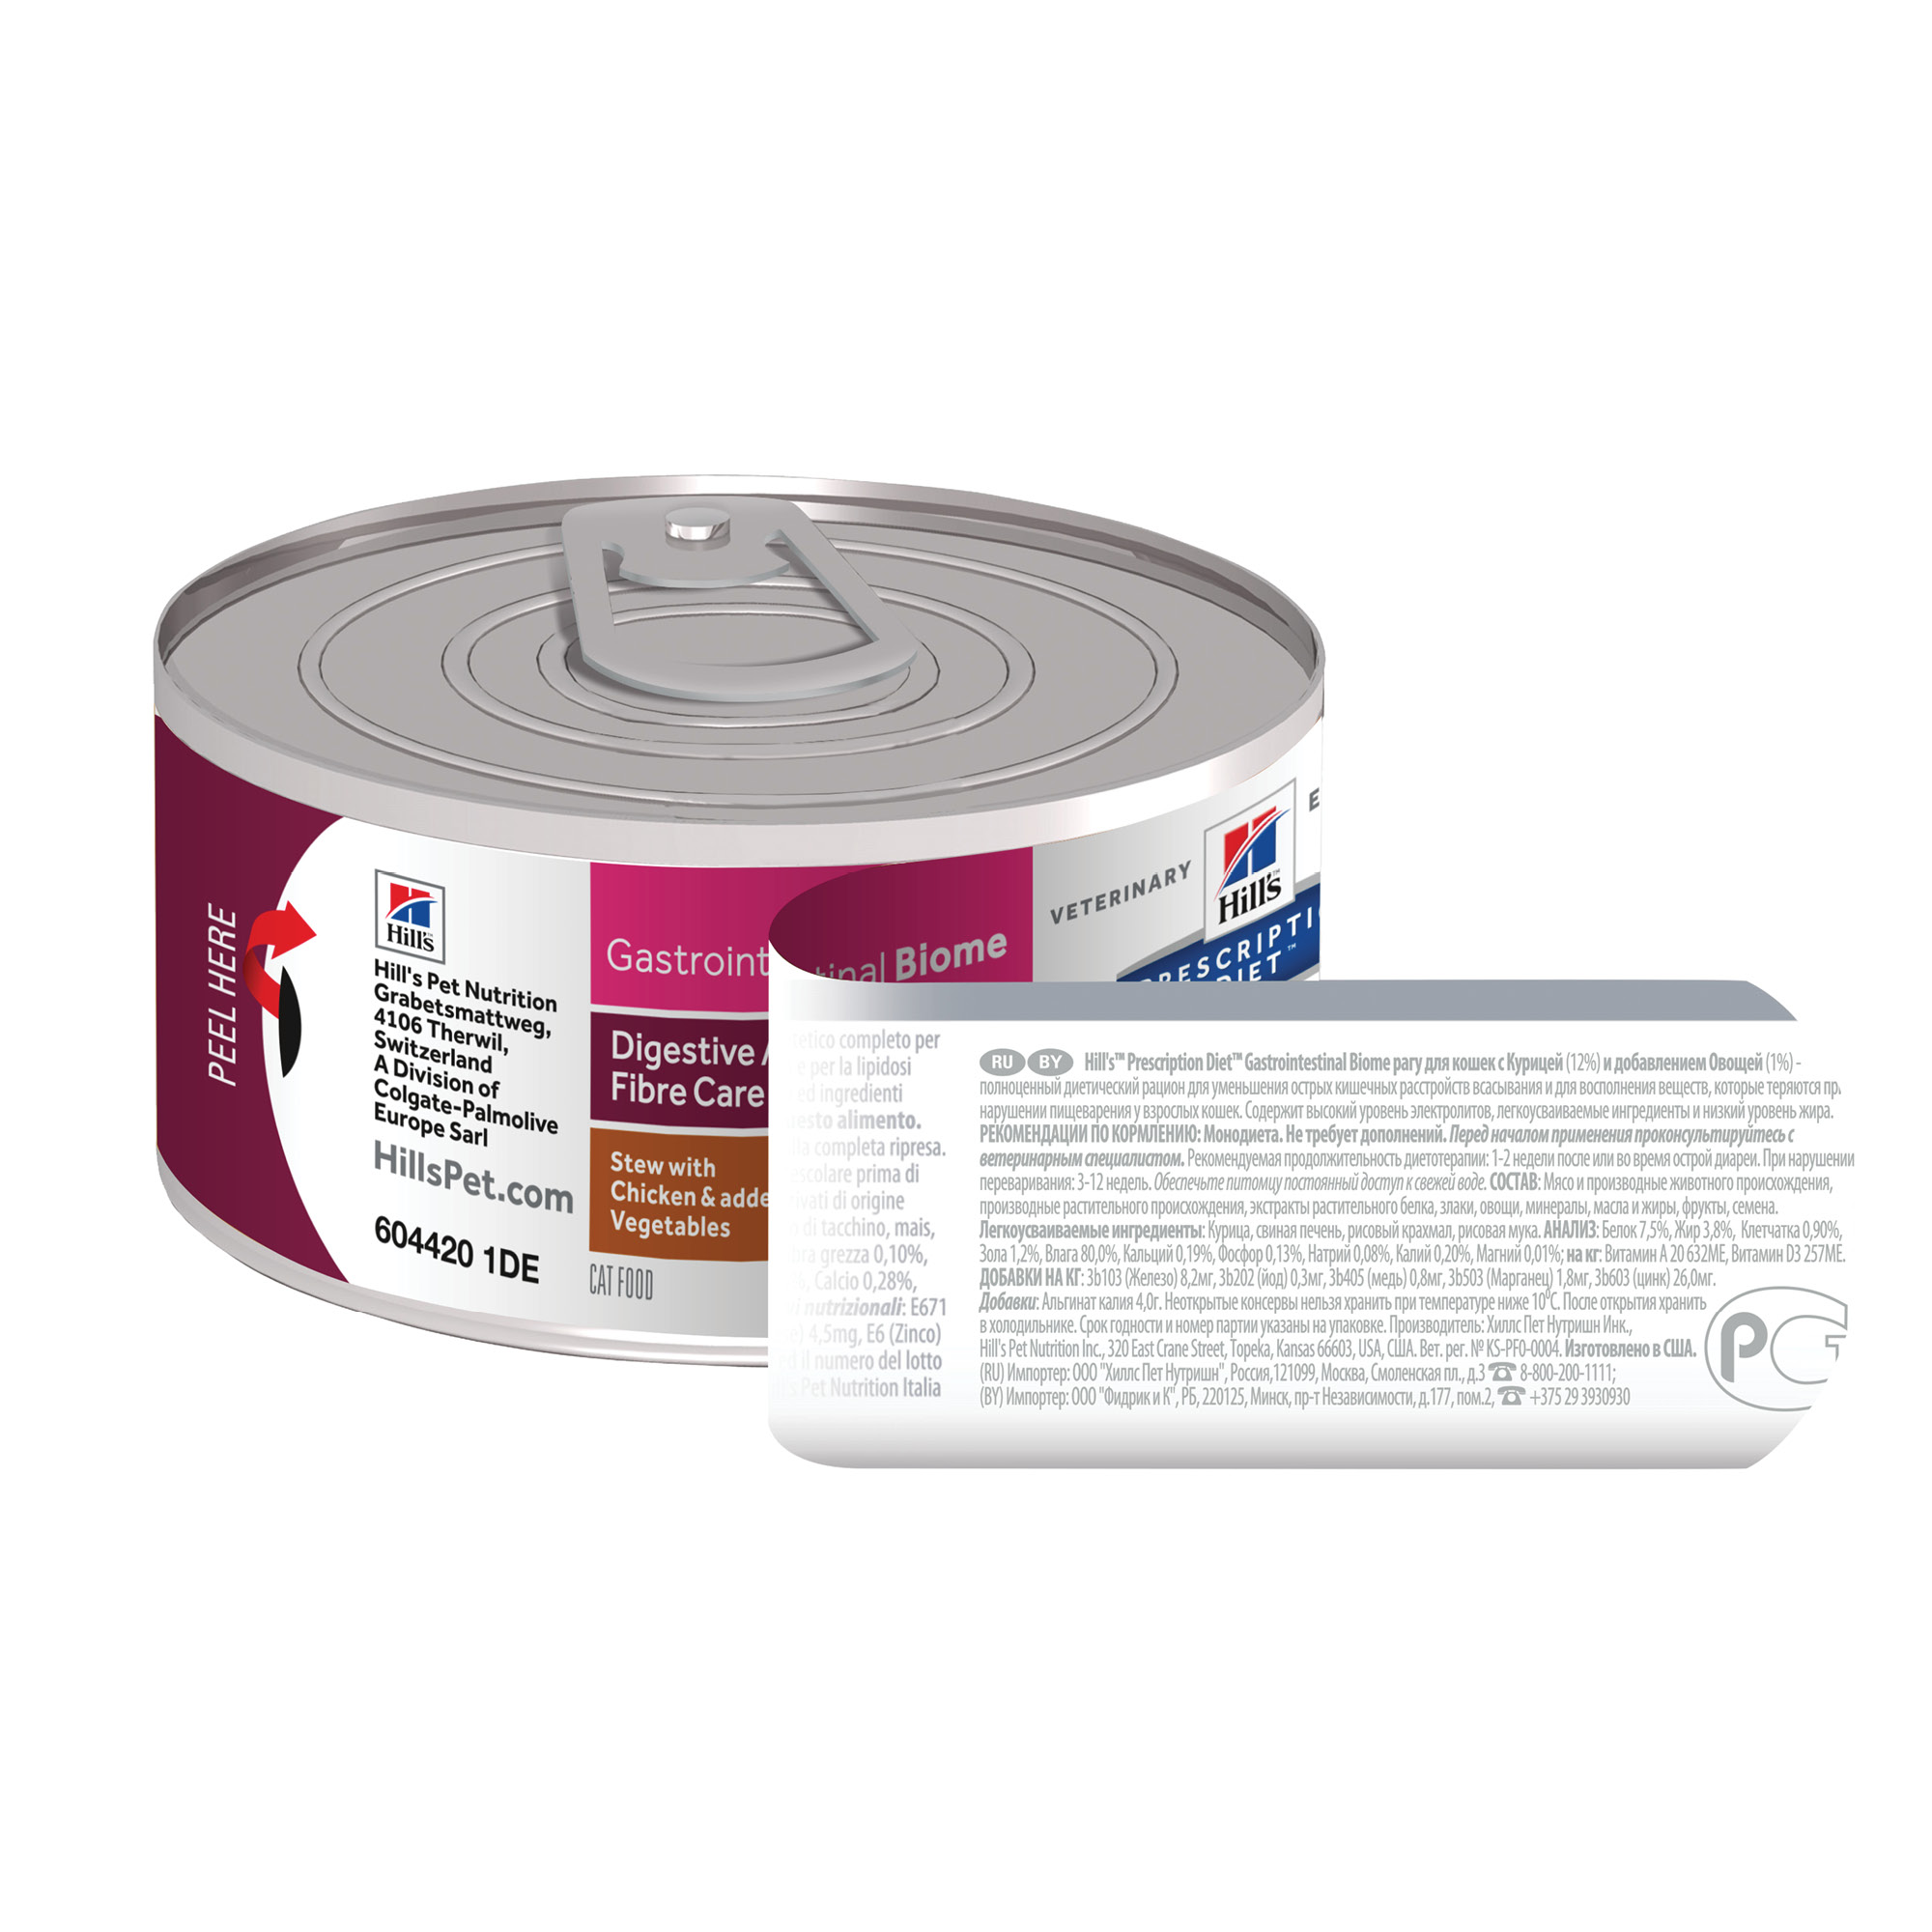 PEEL HERE
Hill's™
Hill's Pet Nutrition
Grabetsmattweg,
4106 Therwil,
Switzerland
A Division of
Colgate-Palmolive
Europe Sarl
HillsPet.com
604420 1DE
Gastroint tinal Biome
Digestive
Fibre Care
Stew with
Chicken & adde
Vegetables
CAT FOOD
VETERINARY
Hill's™
PRESCRIPTI
DIET™
E
tetico completo per
e per la lipidosi
ed ingredienti
esto alimento.
la completa ripresa.
escolare prima di
rivati di origine
di tacchino, mais,
bra grezza 0,10%,
%, Calcio 0,28%,
i nutrizionali: E671
e) 4,5mg, E6 (Zinco)
ed il numero del lotto
l's Pet Nutrition Italia
RU BY Hill's™ Prescription Diet™ Gastrointestinal Biome рагу для кошек с Курицей (12%) и добавлением Овощей (1%) -
полноценный диетический рацион для уменьшения острых кишечных расстройств всасывания и для восполнения веществ, которые теряются при
нарушении пищеварения у взрослых кошек. Содержит высокий уровень электролитов, легкоусваиваемые ингредиенты и низкий уровень жира.
РЕКОМЕНДАЦИИ ПО КОРМЛЕНИЮ: Монодиета. Не требует дополнений. Перед началом применения проконсультируйтесь с
ветеринарным специалистом. Рекомендуемая продолжительность диетотерапии: 1-2 недели после или во время острой диареи. При нарушении
переваривания: 3-12 недель. Обеспечьте питомцу постоянный доступ к свежей воде. СОСТАВ: Мясо и производные животного происхождения,
производные растительного происхождения, экстракты растительного белка, злаки, овощи, минералы, масла и жиры, фрукты, семена.
Легкоусваиваемые ингредиенты: Курица, свиная печень, рисовый крахмал, рисовая мука. АНАЛИЗ: Белок 7,5%, Жир 3,8%, Клетчатка 0,90%,
Зола 1,2%, Влага 80,0%, Кальций 0,19%, Фосфор 0,13%, Натрий 0,08%, Калий 0,20%, Магний 0,01%; на кг: Витамин А 20 632МЕ, Витамин D3 257МЕ.
ДОБАВКИ НА КГ: 3b103 (Железо) 8,2мг, 3b202 (йод) 0,3мг, 3b405 (медь) 0,8мг, 3b503 (Марганец) 1,8мг, 3b603 (цинк) 26,0мг.
Добавки: Альгинат калия 4,0г. Неоткрытые консервы нельзя хранить при температуре ниже 10⁰С. После открытия хранить
в холодильнике. Срок годности и номер партии указаны на упаковке. Производитель: Хиллс Пет Нутришн Инк.,
Hill's Pet Nutrition Inc., 320 East Crane Street, Topeka, Kansas 66603, USA, США. Вет. рег. № KS-PF0-0004. Изготовлено в США.
(RU) Импортер: ООО "Хиллс Пет Нутришн", Россия,121099, Москва, Смоленская пл., д.3 ☎ 8-800-200-1111;
(BY) Импортер: ООО "Фидрик и К", РБ, 220125, Минск, пр-т Независимости, д.177, пом.2, ☎ +375 29 3930930